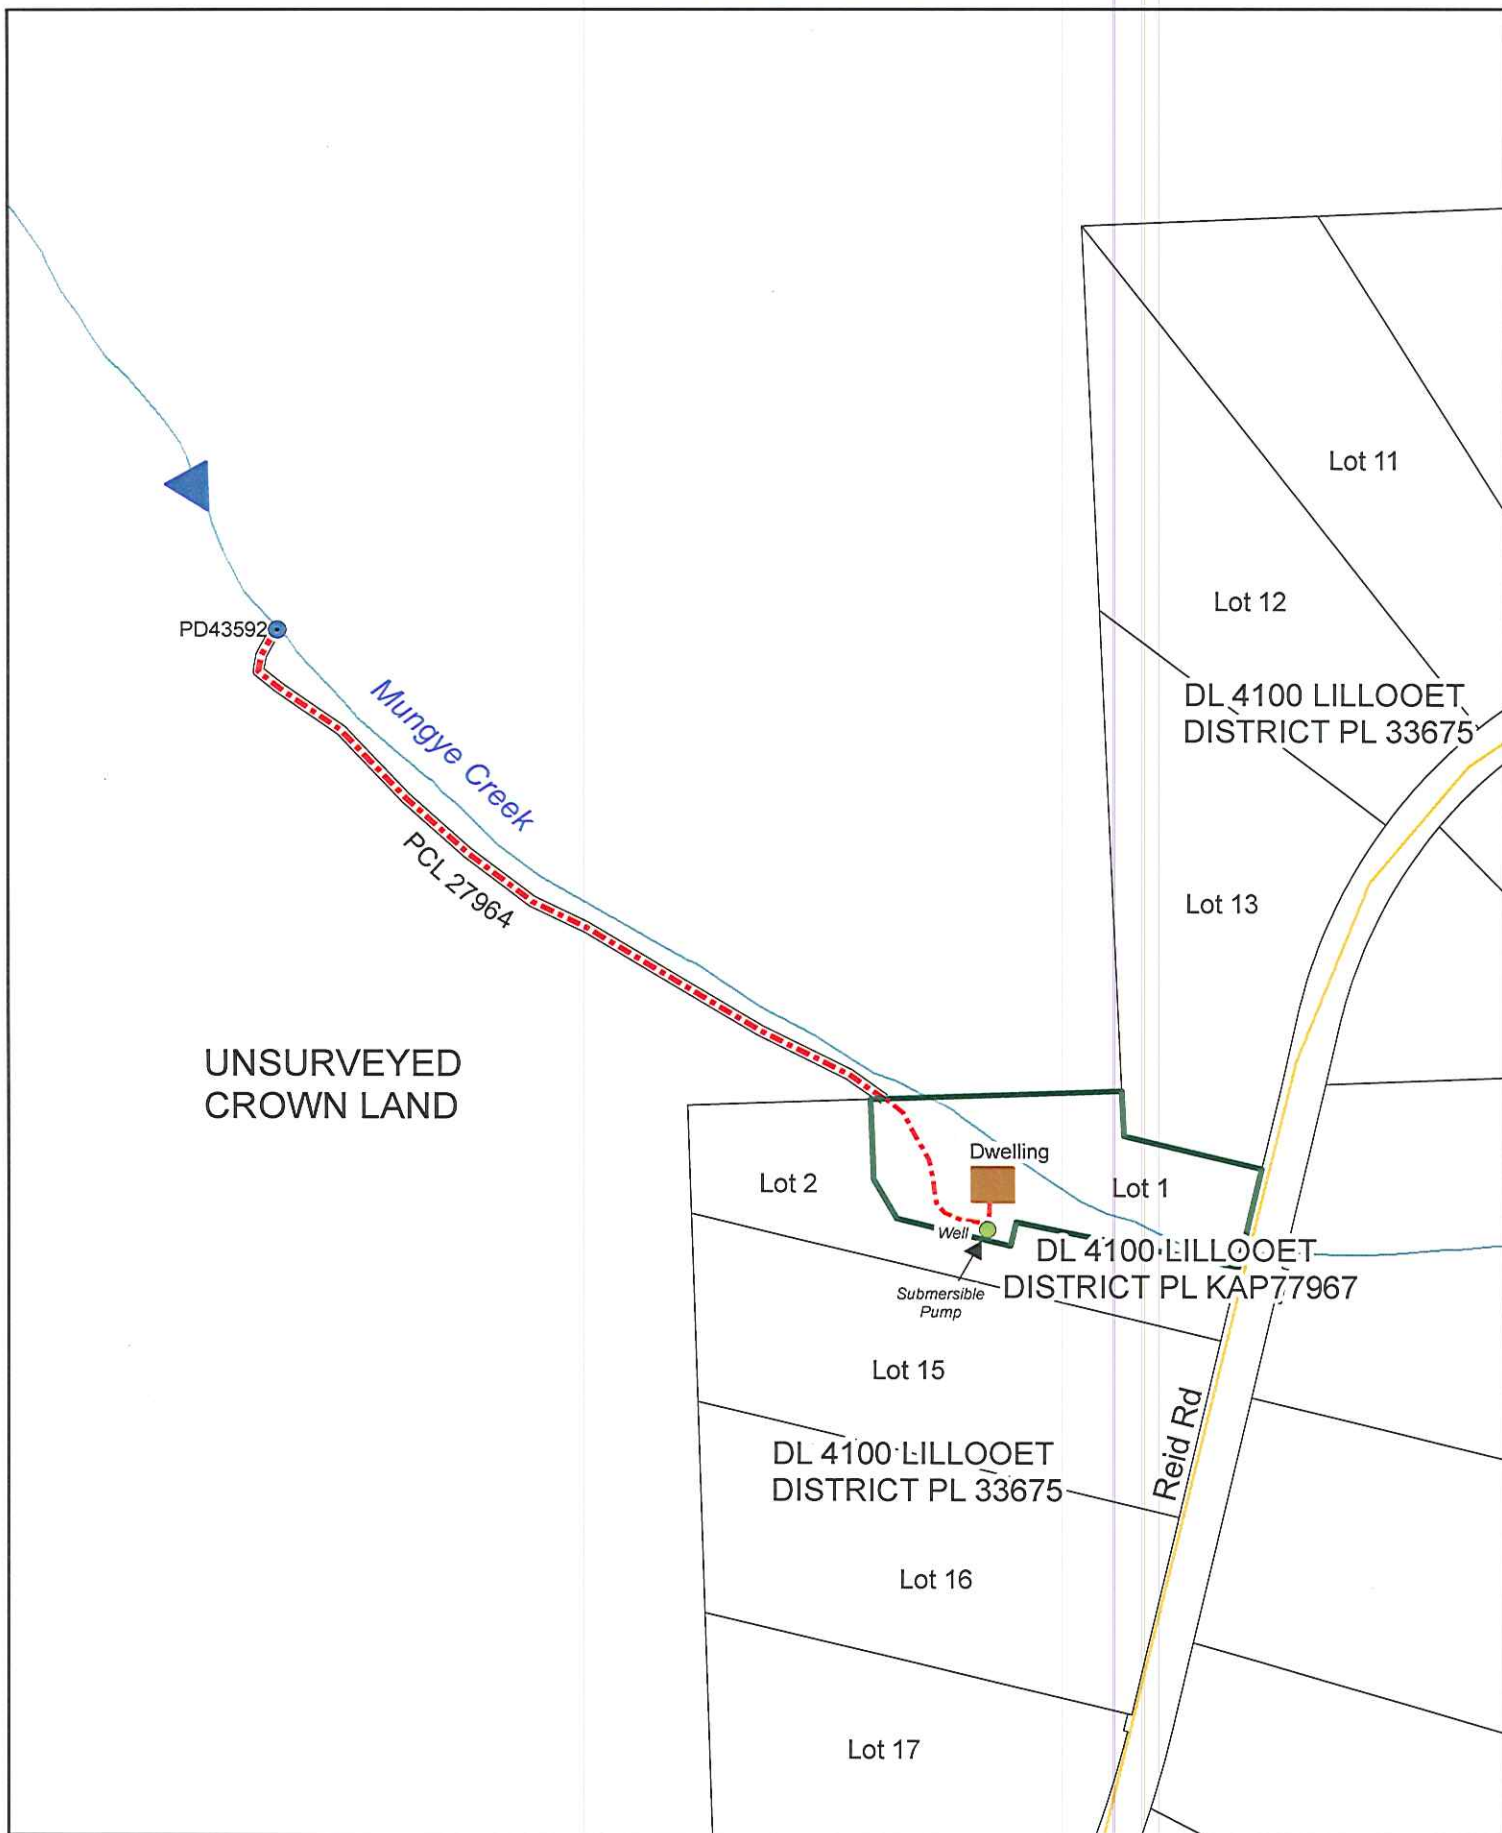 Lot 11
Lot 12
PD43592
DL 4100 LILLOOET
DISTRICT PL 33675
Mungye Creek
PCL 27964
Lot 13
UNSURVEYED
CROWN LAND
Dwelling
Lot 2
Lot 1
Well
DL 4100 LILLOOET
DISTRICT PL KAP77967
Submersible
Pump
Lot 15
Reid Rd
DL 4100 LILLOOET
DISTRICT PL 33675
Lot 16
Lot 17